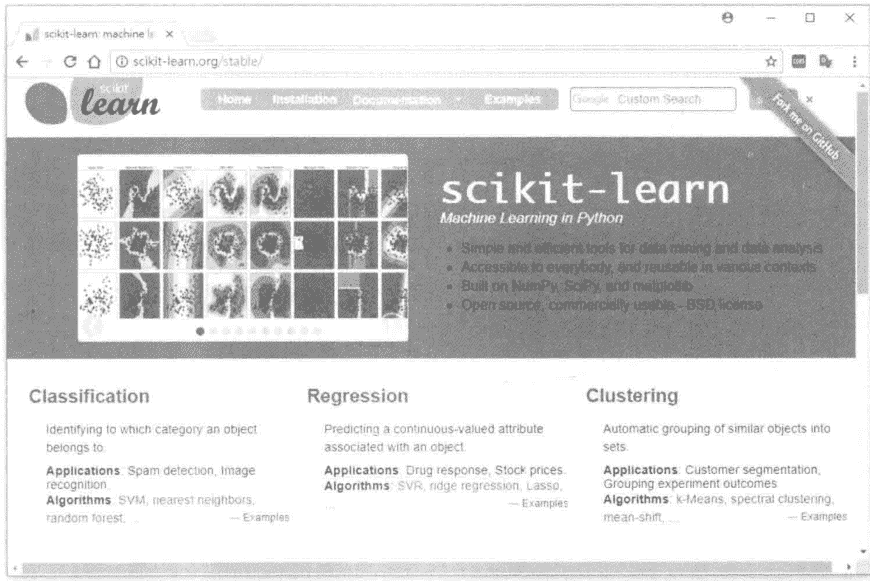 scikit-learn: machine le
scikit-learn.org/stable/
scikit
learn
Home Installation Documentation Examples
Google Custom Search
Fork me on GitHub
scikit-learn
Machine Learning in Python
• Simple and efficient tools for data mining and data analysis
• Accessible to everybody, and reusable in various contexts
• Built on NumPy, SciPy, and matplotlib
• Open source, commercially usable - BSD license
Classification
Identifying to which category an object
belongs to.
Applications: Spam detection, Image
recognition.
Algorithms: SVM, nearest neighbors,
random forest, ...
— Examples
Regression
Predicting a continuous-valued attribute
associated with an object.
Applications: Drug response, Stock prices.
Algorithms: SVR, ridge regression, Lasso,
...
— Examples
Clustering
Automatic grouping of similar objects into
sets.
Applications: Customer segmentation,
Grouping experiment outcomes
Algorithms: k-Means, spectral clustering,
mean-shift, ...
— Examples